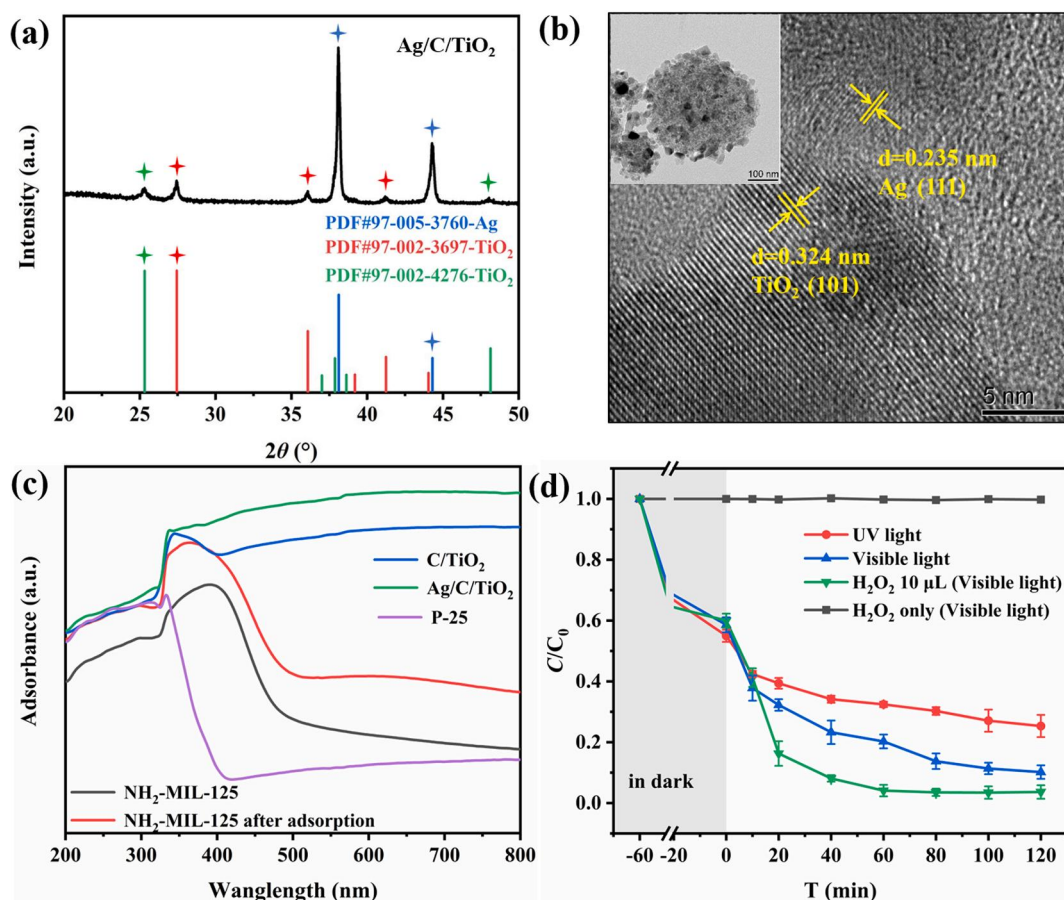 (a)
Ag/C/TiO2
PDF#97-005-3760-Ag
PDF#97-002-3697-TiO2
PDF#97-002-4276-TiO2
Intensity (a.u.)
20 25 30 35 40 45 50
2θ (°)
(b)
100 nm
d=0.235 nm
Ag (111)
d=0.324 nm
TiO2 (101)
5 nm
(c)
C/TiO2
Ag/C/TiO2
P-25
NH2-MIL-125
NH2-MIL-125 after adsorption
Adsorbance (a.u.)
200 300 400 500 600 700 800
Wanglength (nm)
(d)
UV light
Visible light
H2O2 10 μL (Visible light)
H2O2 only (Visible light)
in dark
C/C0
1.0
0.8
0.6
0.4
0.2
0.0
-60 -20 0 20 40 60 80 100 120
T (min)